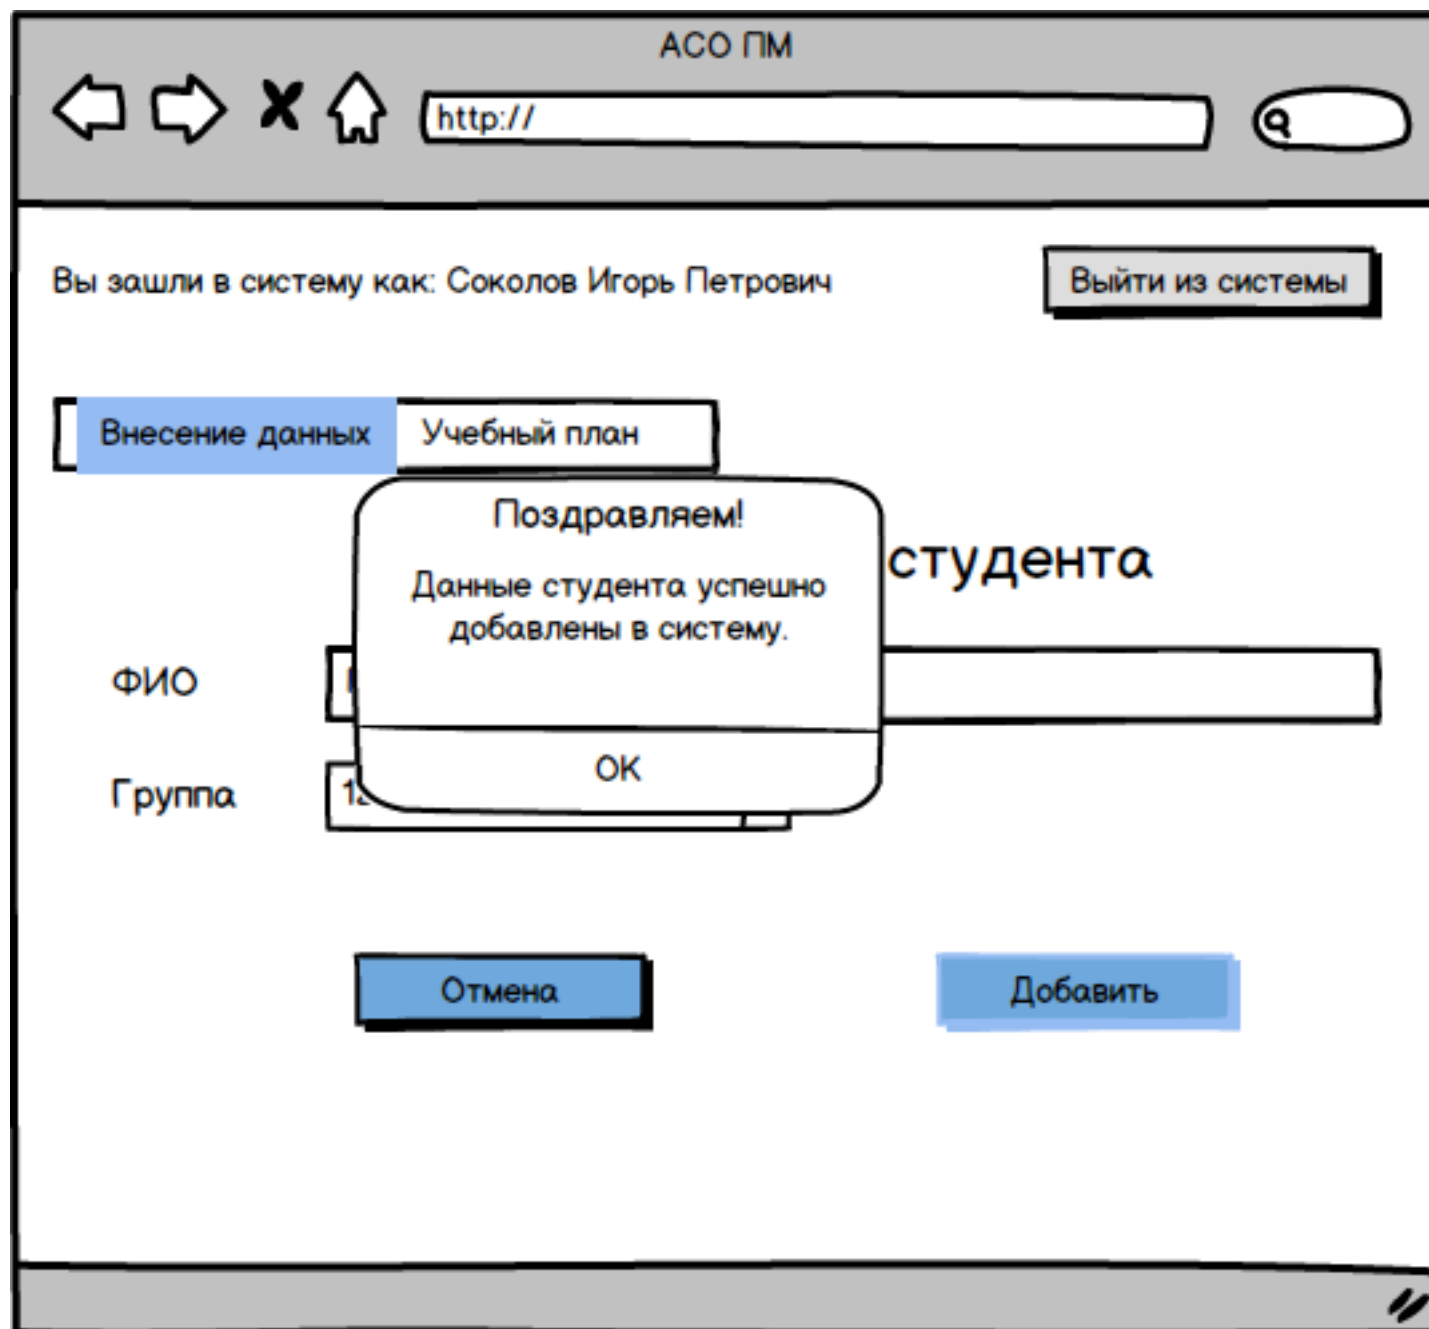 АСО ПМ
http://
Вы зашли в систему как: Соколов Игорь Петрович
Выйти из системы
Внесение данных
Учебный план
Поздравляем!
студента
Данные студента успешно
добавлены в систему.
ФИО
OK
Группа
Отмена
Добавить